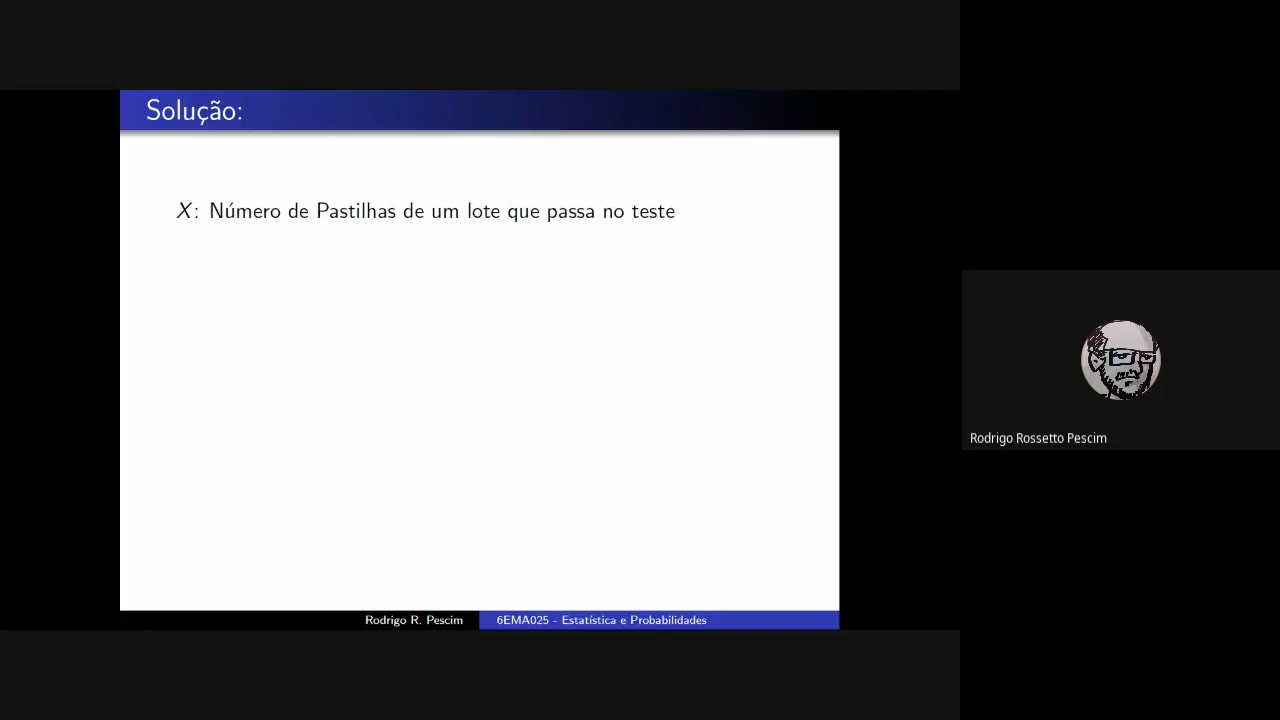 Solução:
X: Número de Pastilhas de um lote que passa no teste
Rodrigo Rossetto Pescim
Rodrigo R. Pescim
6EMA025 - Estatística e Probabilidades